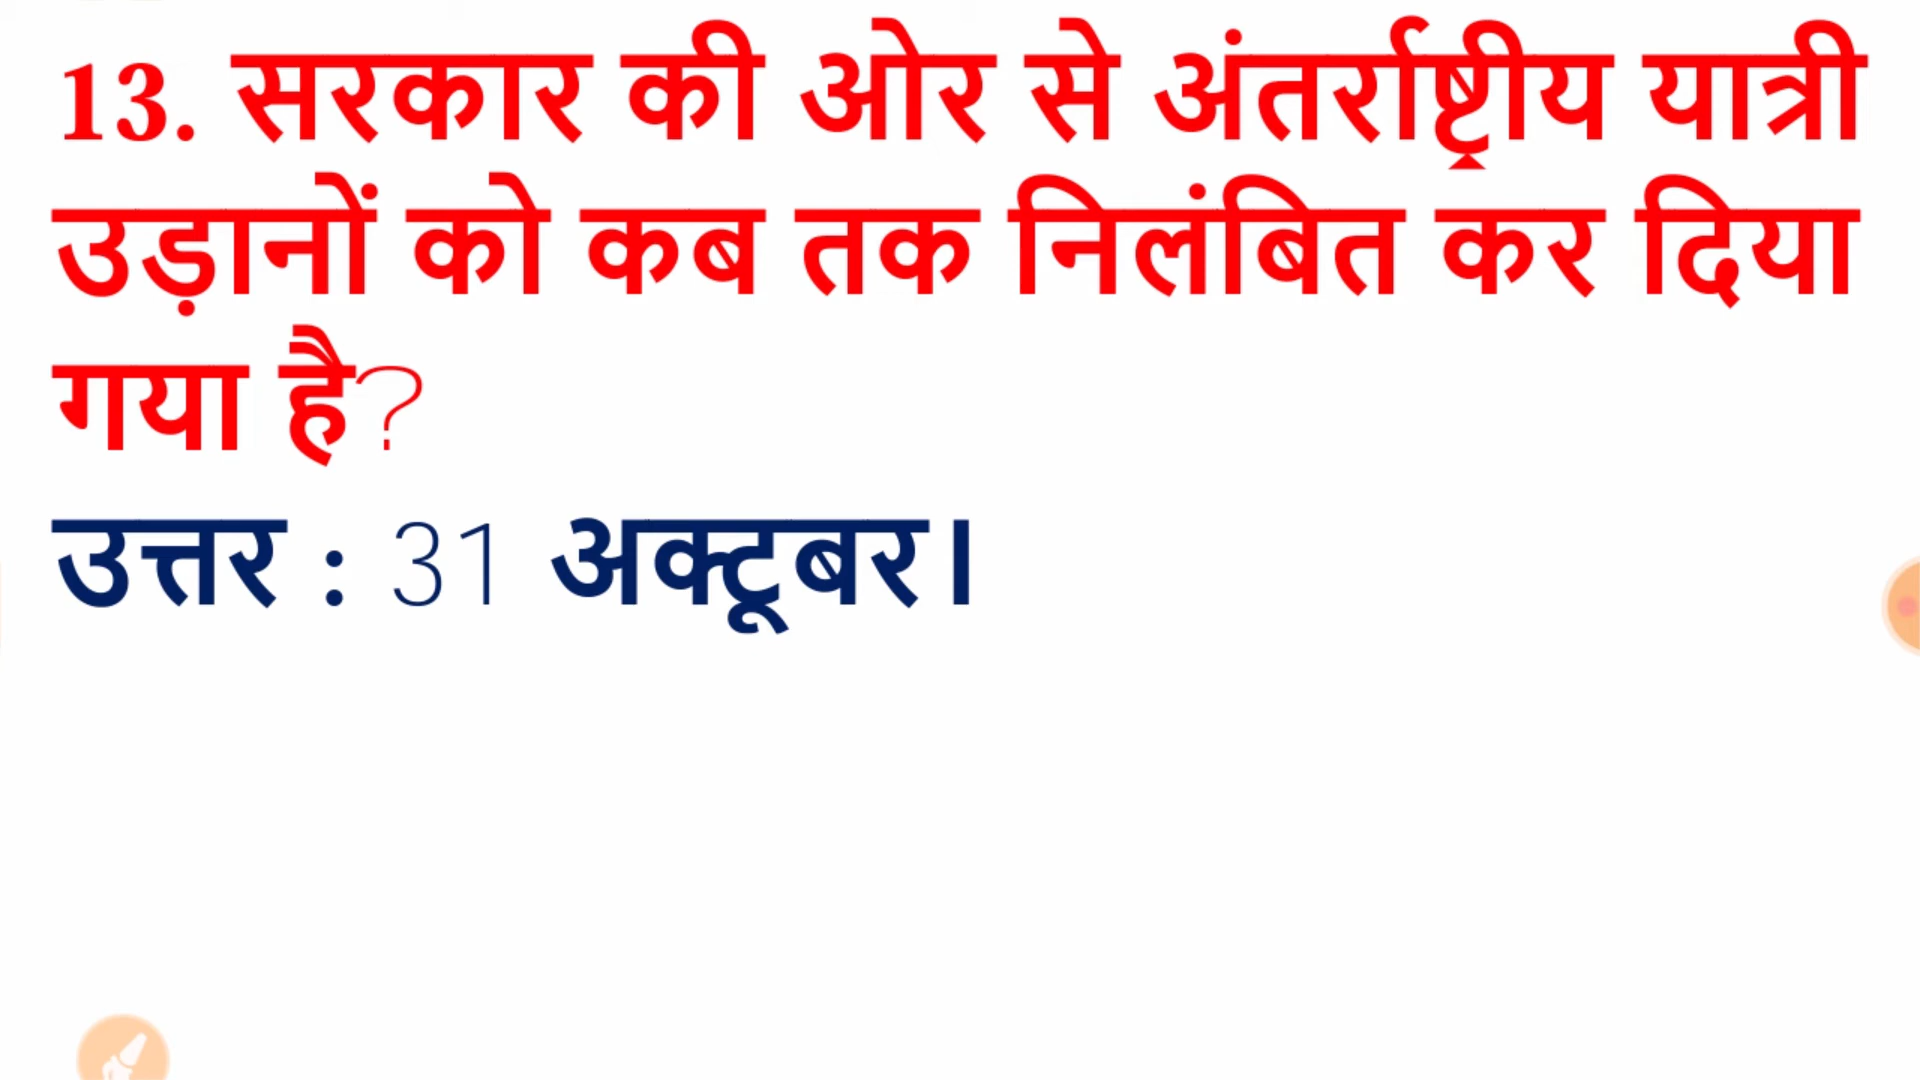 13. सरकार की ओर से अंतर्राष्ट्रीय यात्री
उड़ानों को कब तक निलंबित कर दिया
गया है?
उत्तर : 31 अक्टूबर।